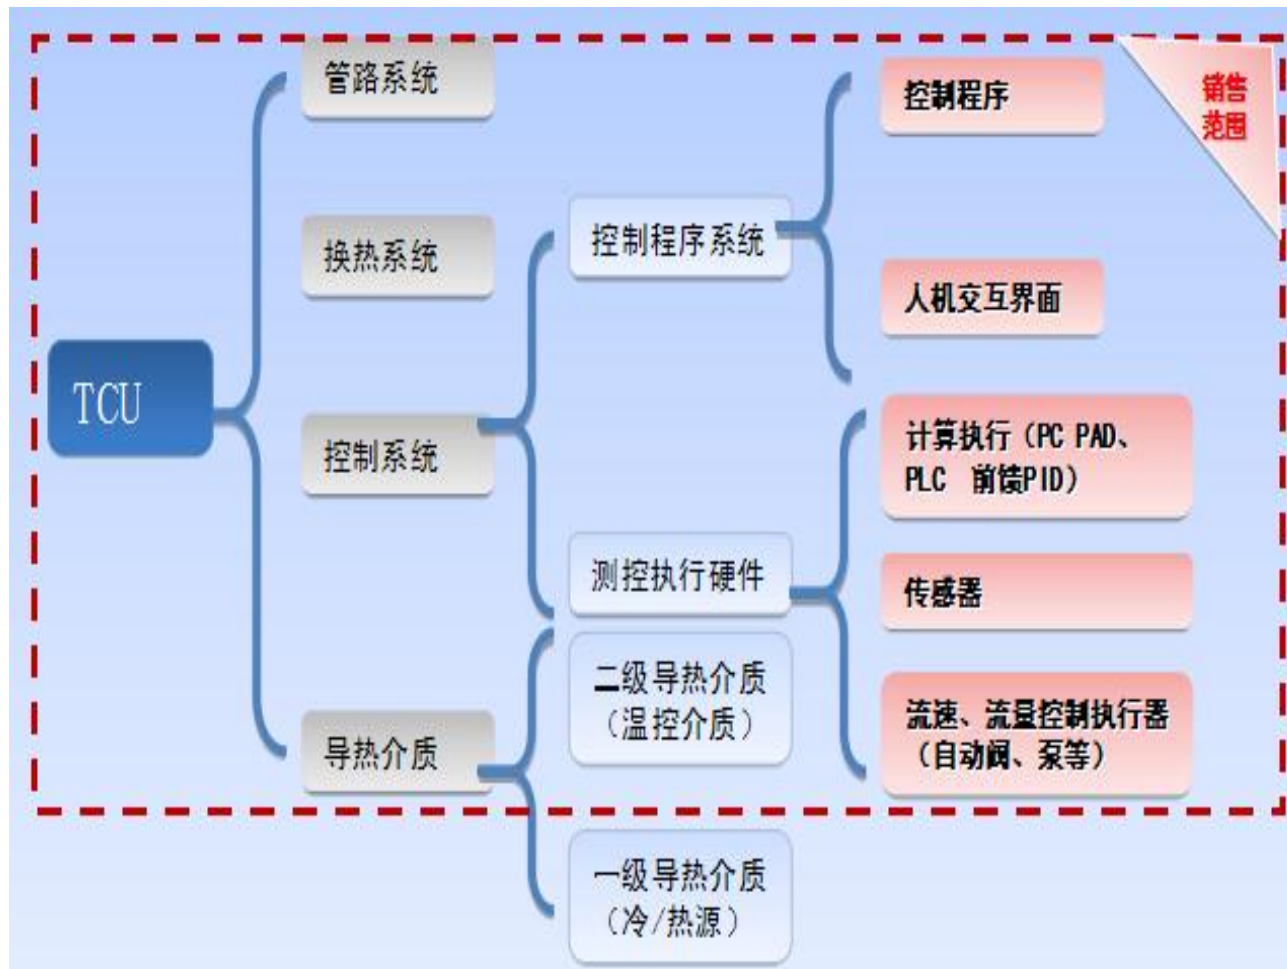 管路系统
控制程序
销售
范围
换热系统
控制程序系统
人机交互界面
TCU
控制系统
计算执行（PC PAD、
PLC 前馈PID）
测控执行硬件
传感器
二级导热介质
（温控介质）
流速、流量控制执行器
（自动阀、泵等）
导热介质
一级导热介质
（冷/热源）